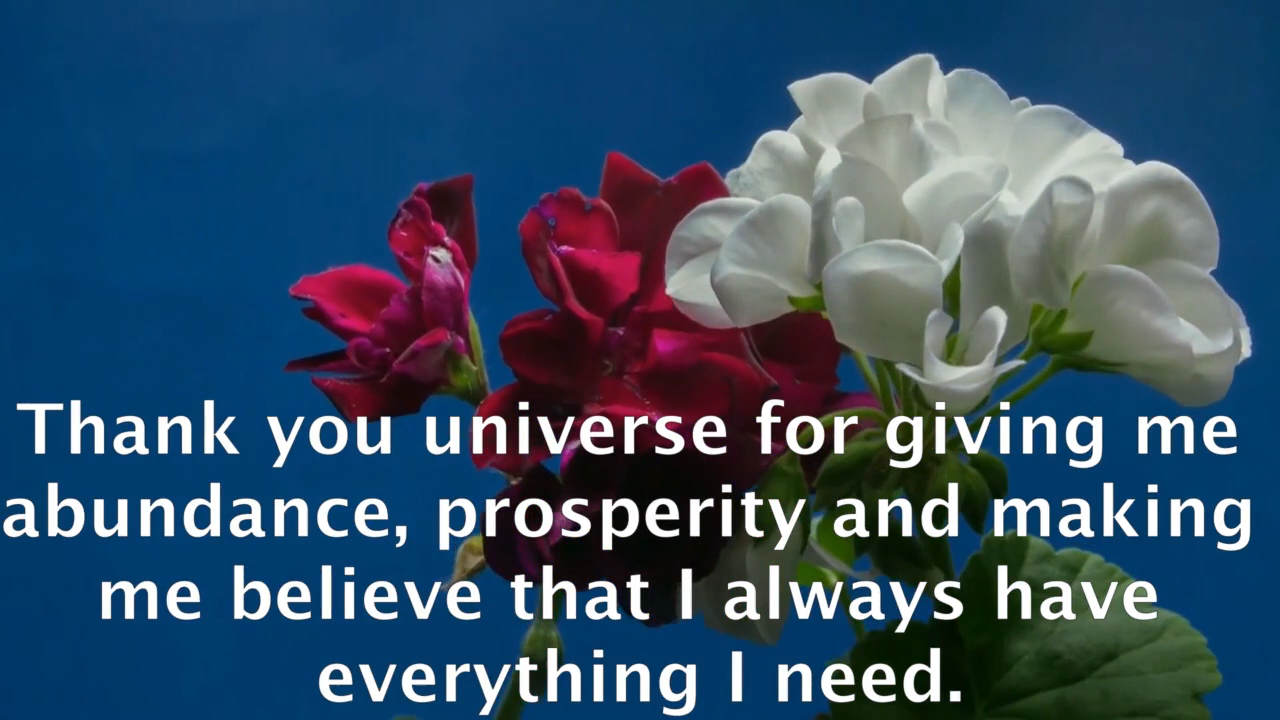 Thank you universe for giving me
abundance, prosperity and making
me believe that I always have
everything I need.